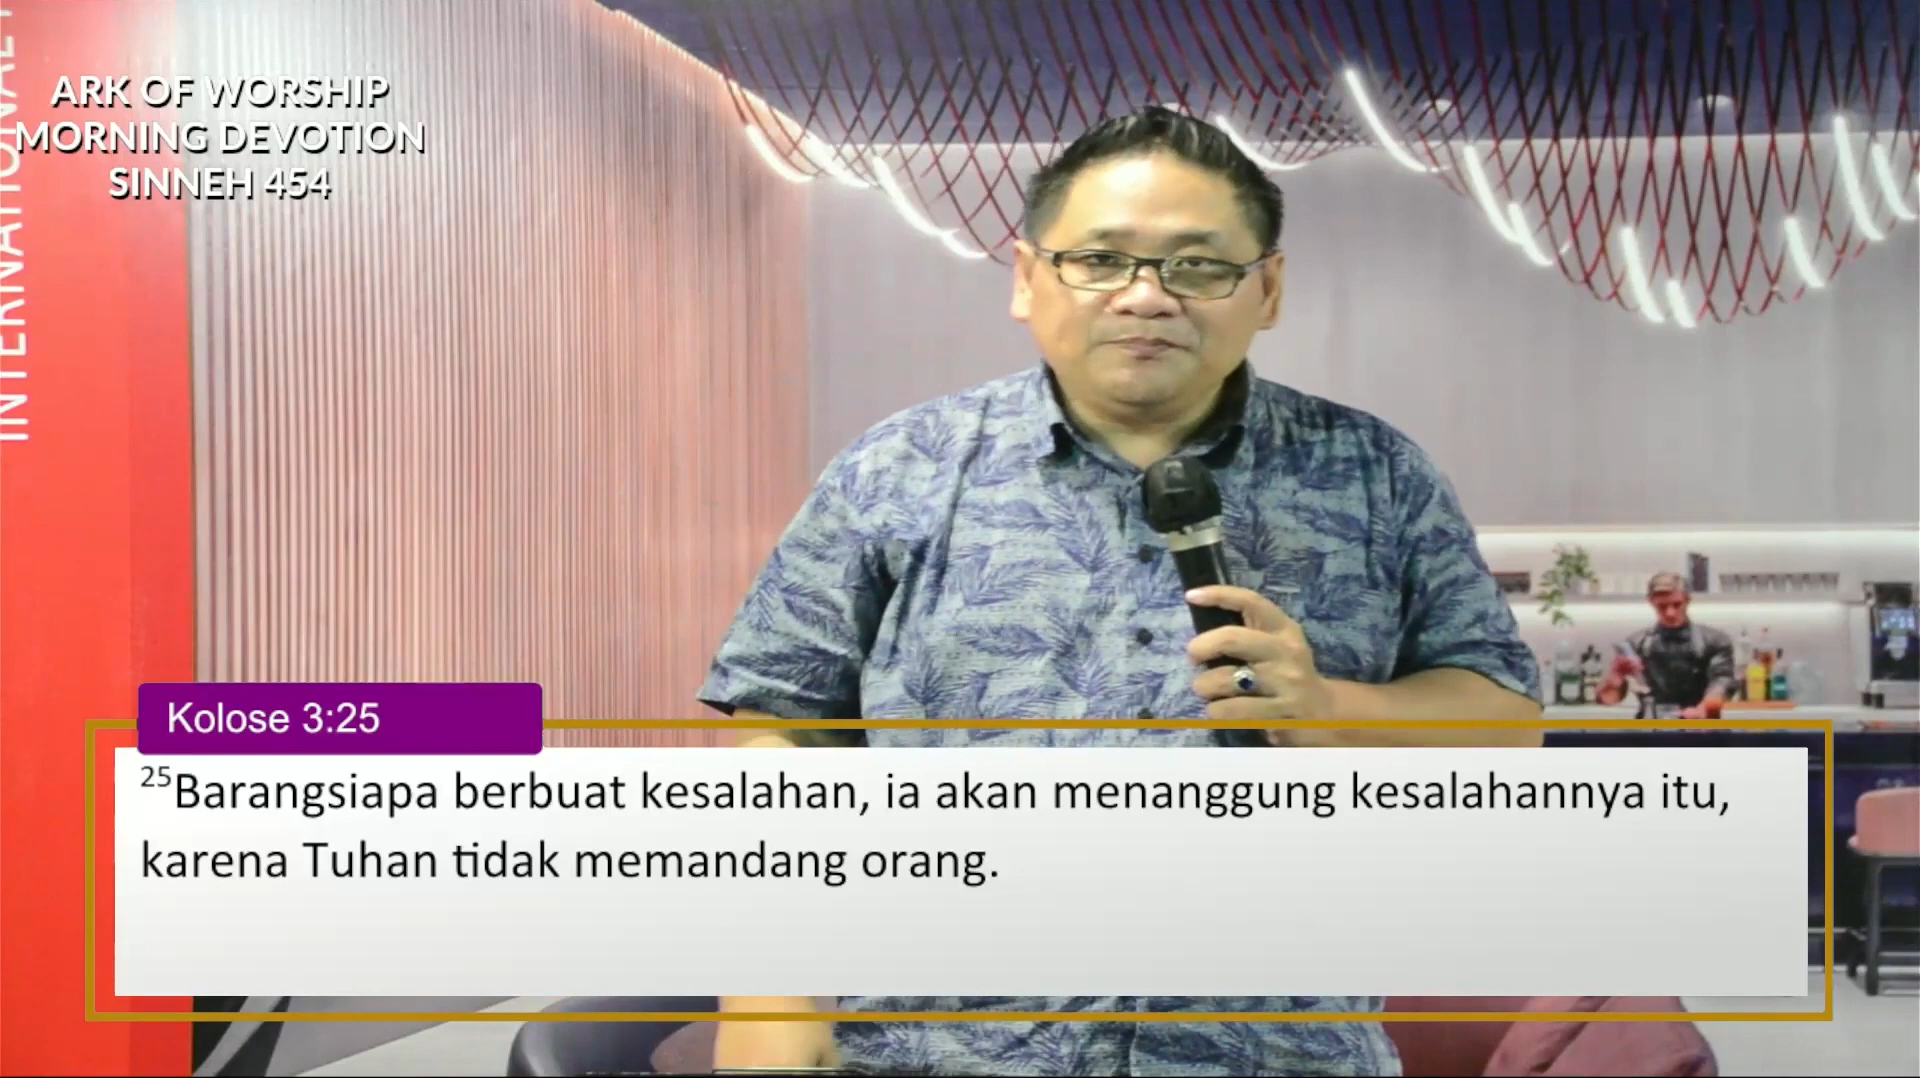 ARK OF WORSHIP
MORNING DEVOTION
SINNEH 454
INTERNATIONAL
Kolose 3:25
25Barangsiapa berbuat kesalahan, ia akan menanggung kesalahannya itu,
karena Tuhan tidak memandang orang.